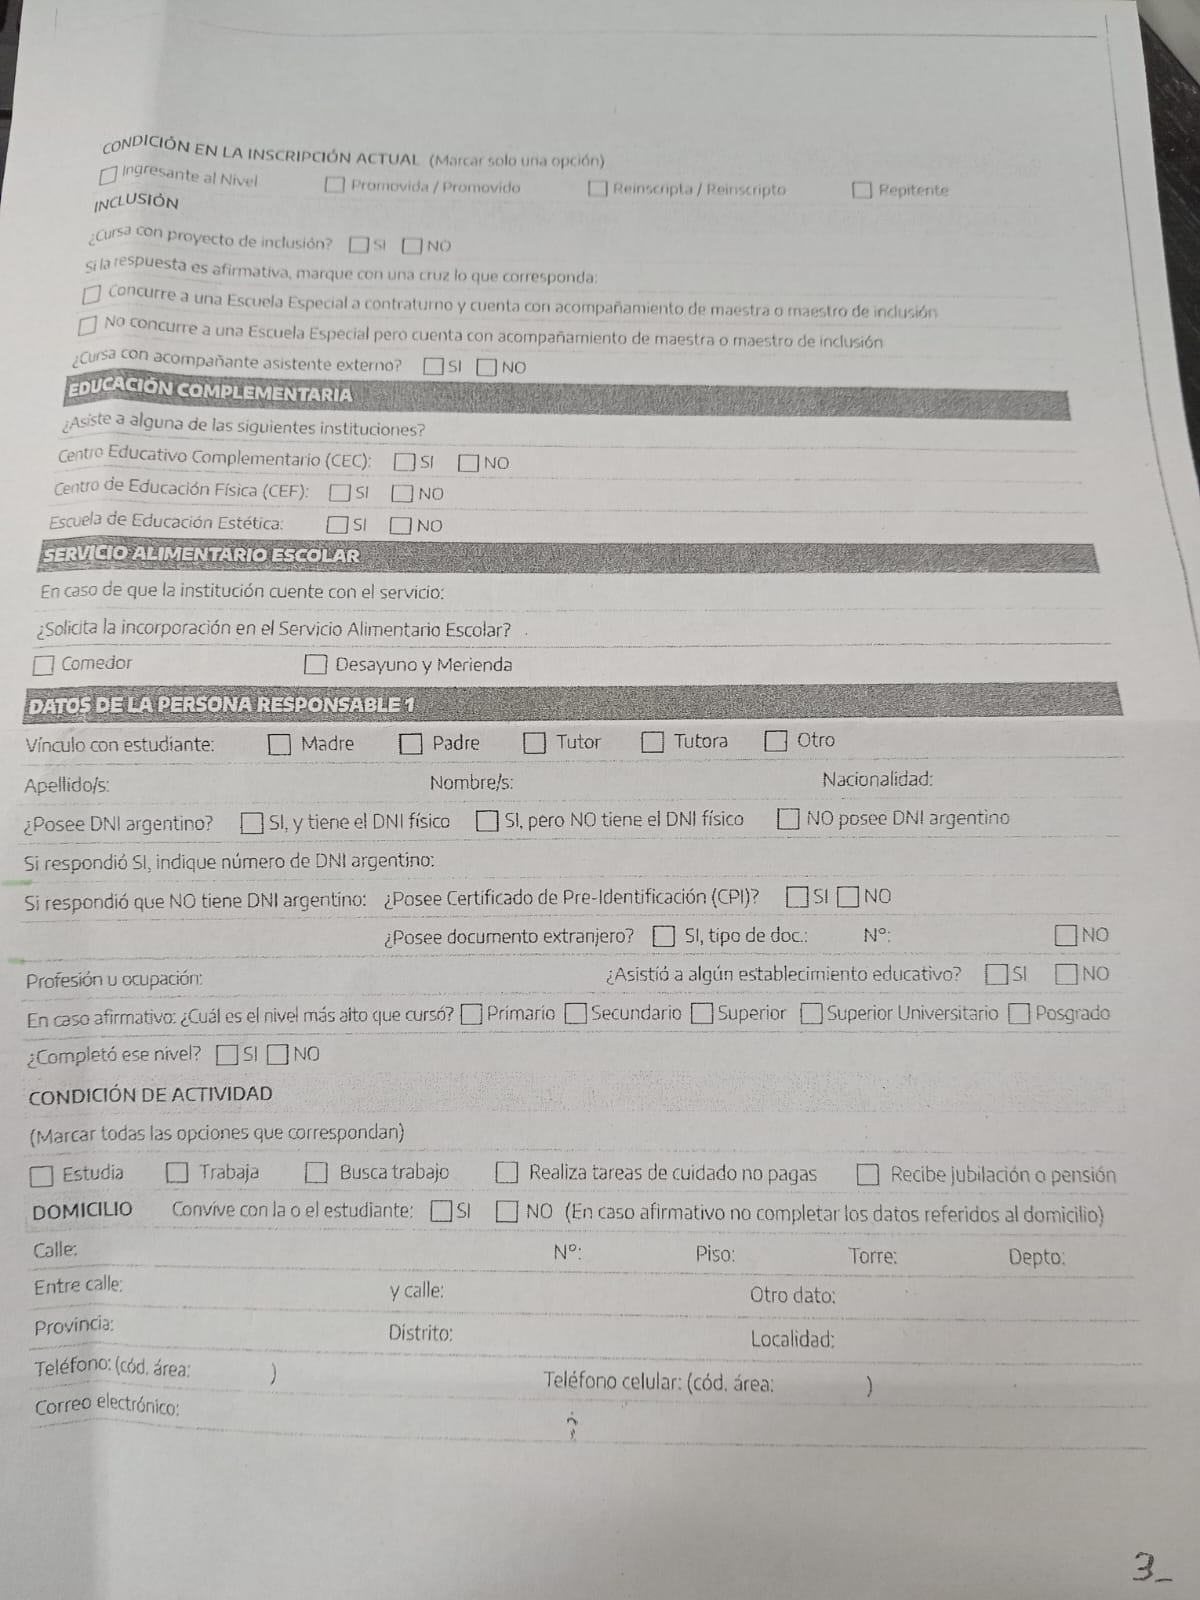 CONDICIÓN EN LA INSCRIPCIÓN ACTUAL (Marcar solo una opción)
Ingresante al Nivel Promovida / Promovido Reinscripta / Reinscripto Repitente
INCLUSIÓN
¿Cursa con proyecto de inclusión? SI NO
Si la respuesta es afirmativa, marque con una cruz lo que corresponda:
Concurre a una Escuela Especial a contraturno y cuenta con acompañamiento de maestra o maestro de inclusión
No concurre a una Escuela Especial pero cuenta con acompañamiento de maestra o maestro de inclusión
¿Cursa con acompañante asistente externo? SI NO
EDUCACIÓN COMPLEMENTARIA
¿Asiste a alguna de las siguientes instituciones?
Centro Educativo Complementario (CEC): SI NO
Centro de Educación Física (CEF): SI NO
Escuela de Educación Estética: SI NO
SERVICIO ALIMENTARIO ESCOLAR
En caso de que la institución cuente con el servicio:
¿Solicita la incorporación en el Servicio Alimentario Escolar?
Comedor Desayuno y Merienda
DATOS DE LA PERSONA RESPONSABLE 1
Vínculo con estudiante: Madre Padre Tutor Tutora Otro
Apellido/s: Nombre/s: Nacionalidad:
¿Posee DNI argentino? SI, y tiene el DNI físico SI, pero NO tiene el DNI físico NO posee DNI argentino
Si respondió SI, indique número de DNI argentino:
Si respondió que NO tiene DNI argentino: ¿Posee Certificado de Pre-Identificación (CPI)? SI NO
¿Posee documento extranjero? SI, tipo de doc.: Nº: NO
Profesión u ocupación: ¿Asistió a algún establecimiento educativo? SI NO
En caso afirmativo: ¿Cuál es el nivel más alto que cursó? Primario Secundario Superior Superior Universitario Posgrado
¿Completó ese nivel? SI NO
CONDICIÓN DE ACTIVIDAD
(Marcar todas las opciones que correspondan)
Estudia Trabaja Busca trabajo Realiza tareas de cuidado no pagas Recibe jubilación o pensión
DOMICILIO Convive con la o el estudiante: SI NO (En caso afirmativo no completar los datos referidos al domicilio)
Calle: Nº: Piso: Torre: Depto:
Entre calle: y calle: Otro dato:
Provincia: Distrito: Localidad:
Teléfono: (cód. área: ) Teléfono celular: (cód. área: )
Correo electrónico:
3_